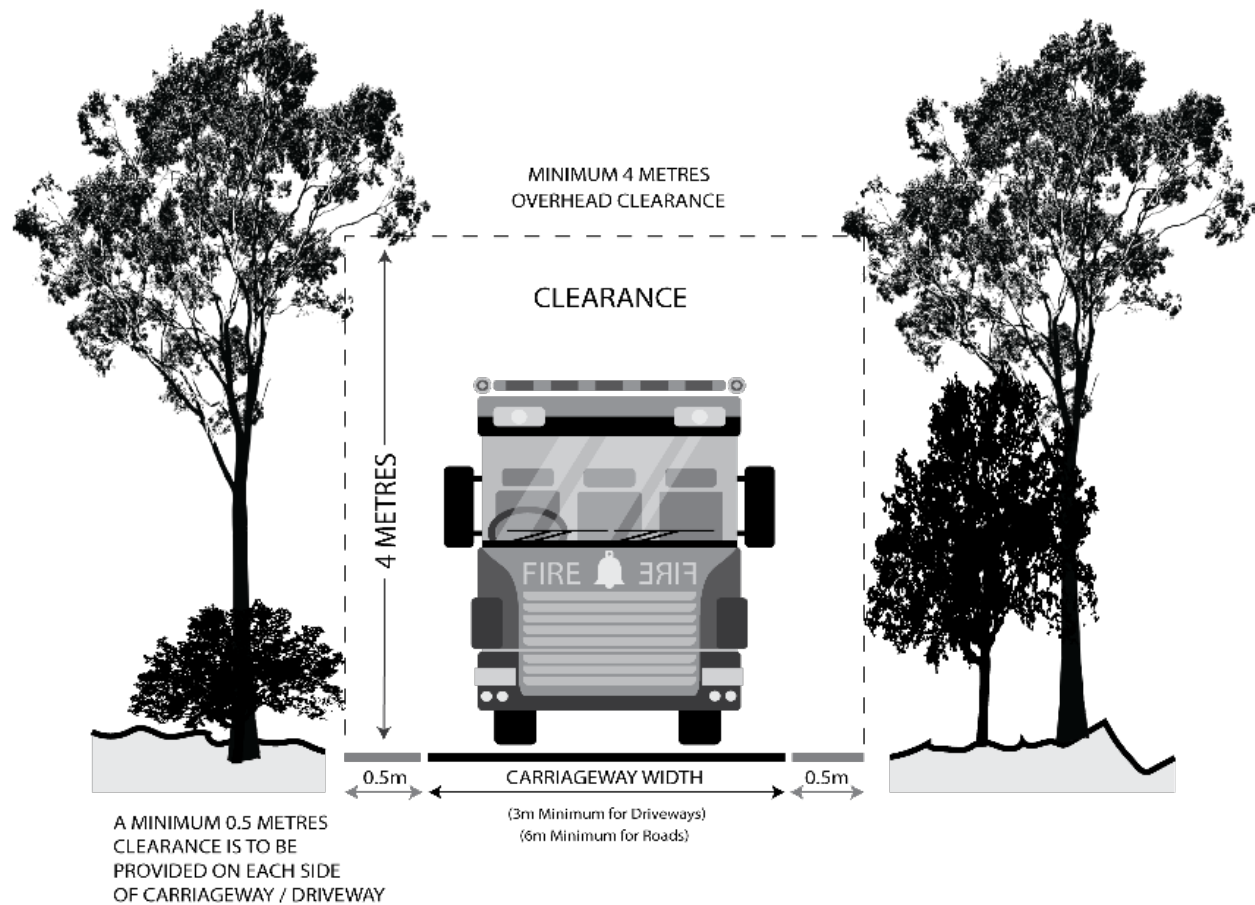 MINIMUM 4 METRES
OVERHEAD CLEARANCE
CLEARANCE
4 METRES
FIRE FIRE
0.5m CARRIAGEWAY WIDTH 0.5m
(3m Minimum for Driveways)
(6m Minimum for Roads)
A MINIMUM 0.5 METRES
CLEARANCE IS TO BE
PROVIDED ON EACH SIDE
OF CARRIAGEWAY / DRIVEWAY